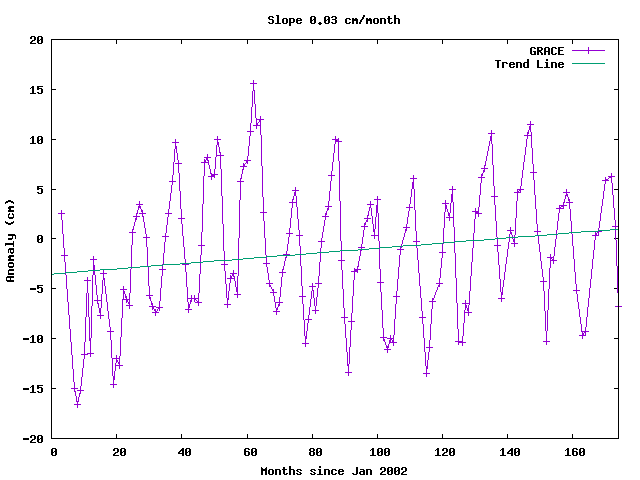 Slope 0.03 cm/month
GRACE
Trend Line
20
15
10
5
0
-5
-10
-15
-20
Anomaly (cm)
0 20 40 60 80 100 120 140 160
Months since Jan 2002